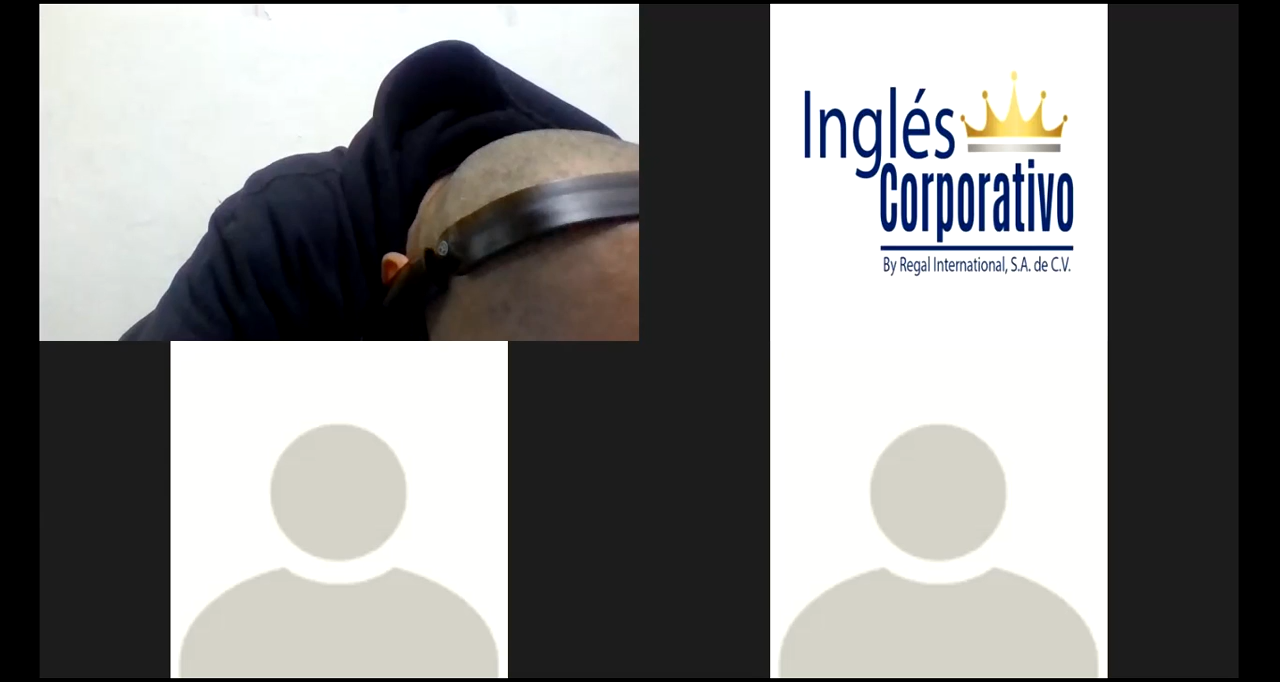 Inglés
Corporativo
By Regal International, S.A. de C.V.